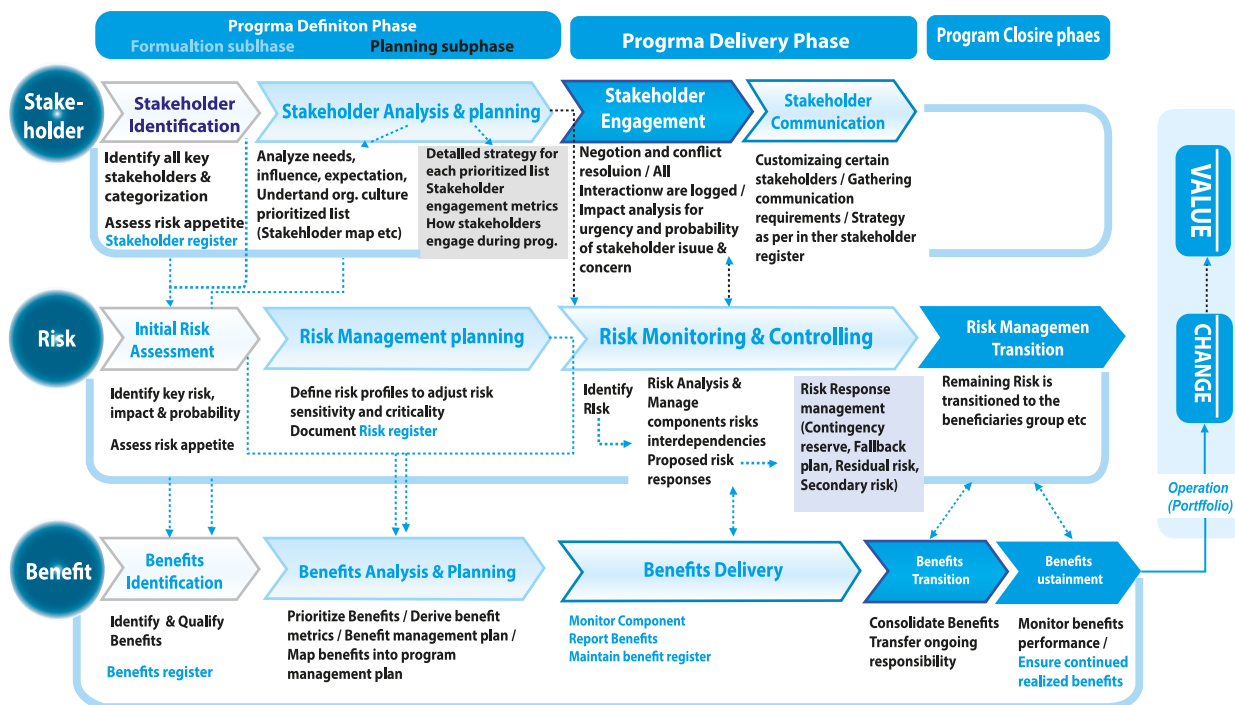 Progrma Definiton Phase
Formualtion sublhase
Planning subphase
Progrma Delivery Phase
Program Closire phaes
Stake-
holder
Stakeholder
Identification
Stakeholder Analysis & planning
Stakeholder
Engagement
Stakeholder
Communication
Identify all key
stakeholders &
categorization
Assess risk appetite
Stakeholder register
Analyze needs,
influence, expectation,
Undertand org. culture
prioritized list
(Stakehloder map etc)
Detailed strategy for
each prioritized list
Stakeholder
engagement metrics
How stakeholders
engage during prog.
Negotion and conflict
resoluion / All
Interactionw are logged /
Impact analysis for
urgency and probability
of stakeholder isuue &
concern
Customizaing certain
stakeholders / Gathering
communication
requirements / Strategy
as per in ther stakeholder
register
VALUE
CHANGE
Operation
(Portffolio)
Risk
Initial Risk
Assessment
Risk Management planning
Risk Monitoring & Controlling
Risk Managemen
Transition
Identify key risk,
impact & probability
Assess risk appetite
Define risk profiles to adjust risk
sensitivity and criticality
Document Risk register
Identify
RIsk
Risk Analysis &
Manage
components risks
interdependencies
Proposed risk
responses
Risk Response
management
(Contingency
reserve, Fallback
plan, Residual risk,
Secondary risk)
Remaining Risk is
transitioned to the
beneficiaries group etc
Benefit
Benefits
Identification
Benefits Analysis & Planning
Benefits Delivery
Benefits
Transition
Benefits
ustainment
Identify & Qualify
Benefits
Benefits register
Prioritize Benefits / Derive benefit
metrics / Benefit management plan /
Map benefits into program
management plan
Monitor Component
Report Benefits
Maintain benefit register
Consolidate Benefits
Transfer ongoing
responsibility
Monitor benefits
performance /
Ensure continued
realized benefits